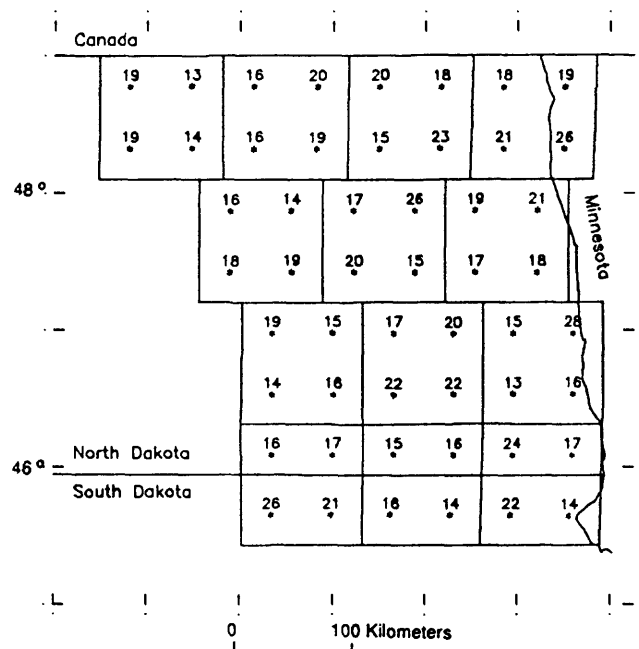 Canada
19 13 16 20 20 18 18 19
19 14 16 19 15 23 21 26
48°
16 14 17 26 19 21
Minnesota
18 19 20 15 17 18
19 15 17 20 15 28
14 16 22 22 13 16
16 17 15 16 24 17
North Dakota
46°
South Dakota
26 21 16 14 22 14
0 100 Kilometers